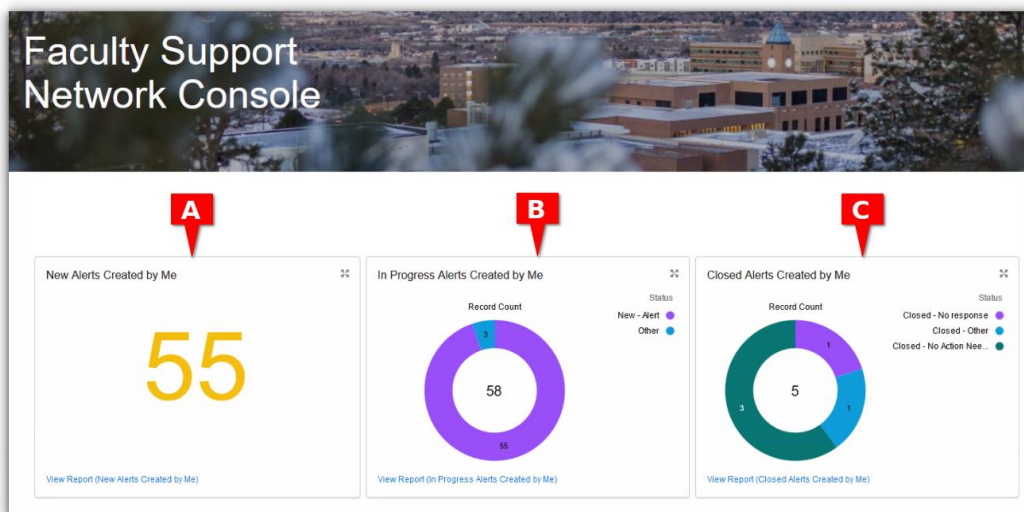 Faculty Support
Network Console
A
B
C
New Alerts Created by Me
55
View Report (New Alerts Created by Me)
In Progress Alerts Created by Me
Status
Record Count
New - Alert
Other
3
58
55
View Report (In Progress Alerts Created by Me)
Closed Alerts Created by Me
Status
Record Count
Closed - No response
Closed - Other
Closed - No Action Nee...
1
5
3
1
View Report (Closed Alerts Created by Me)